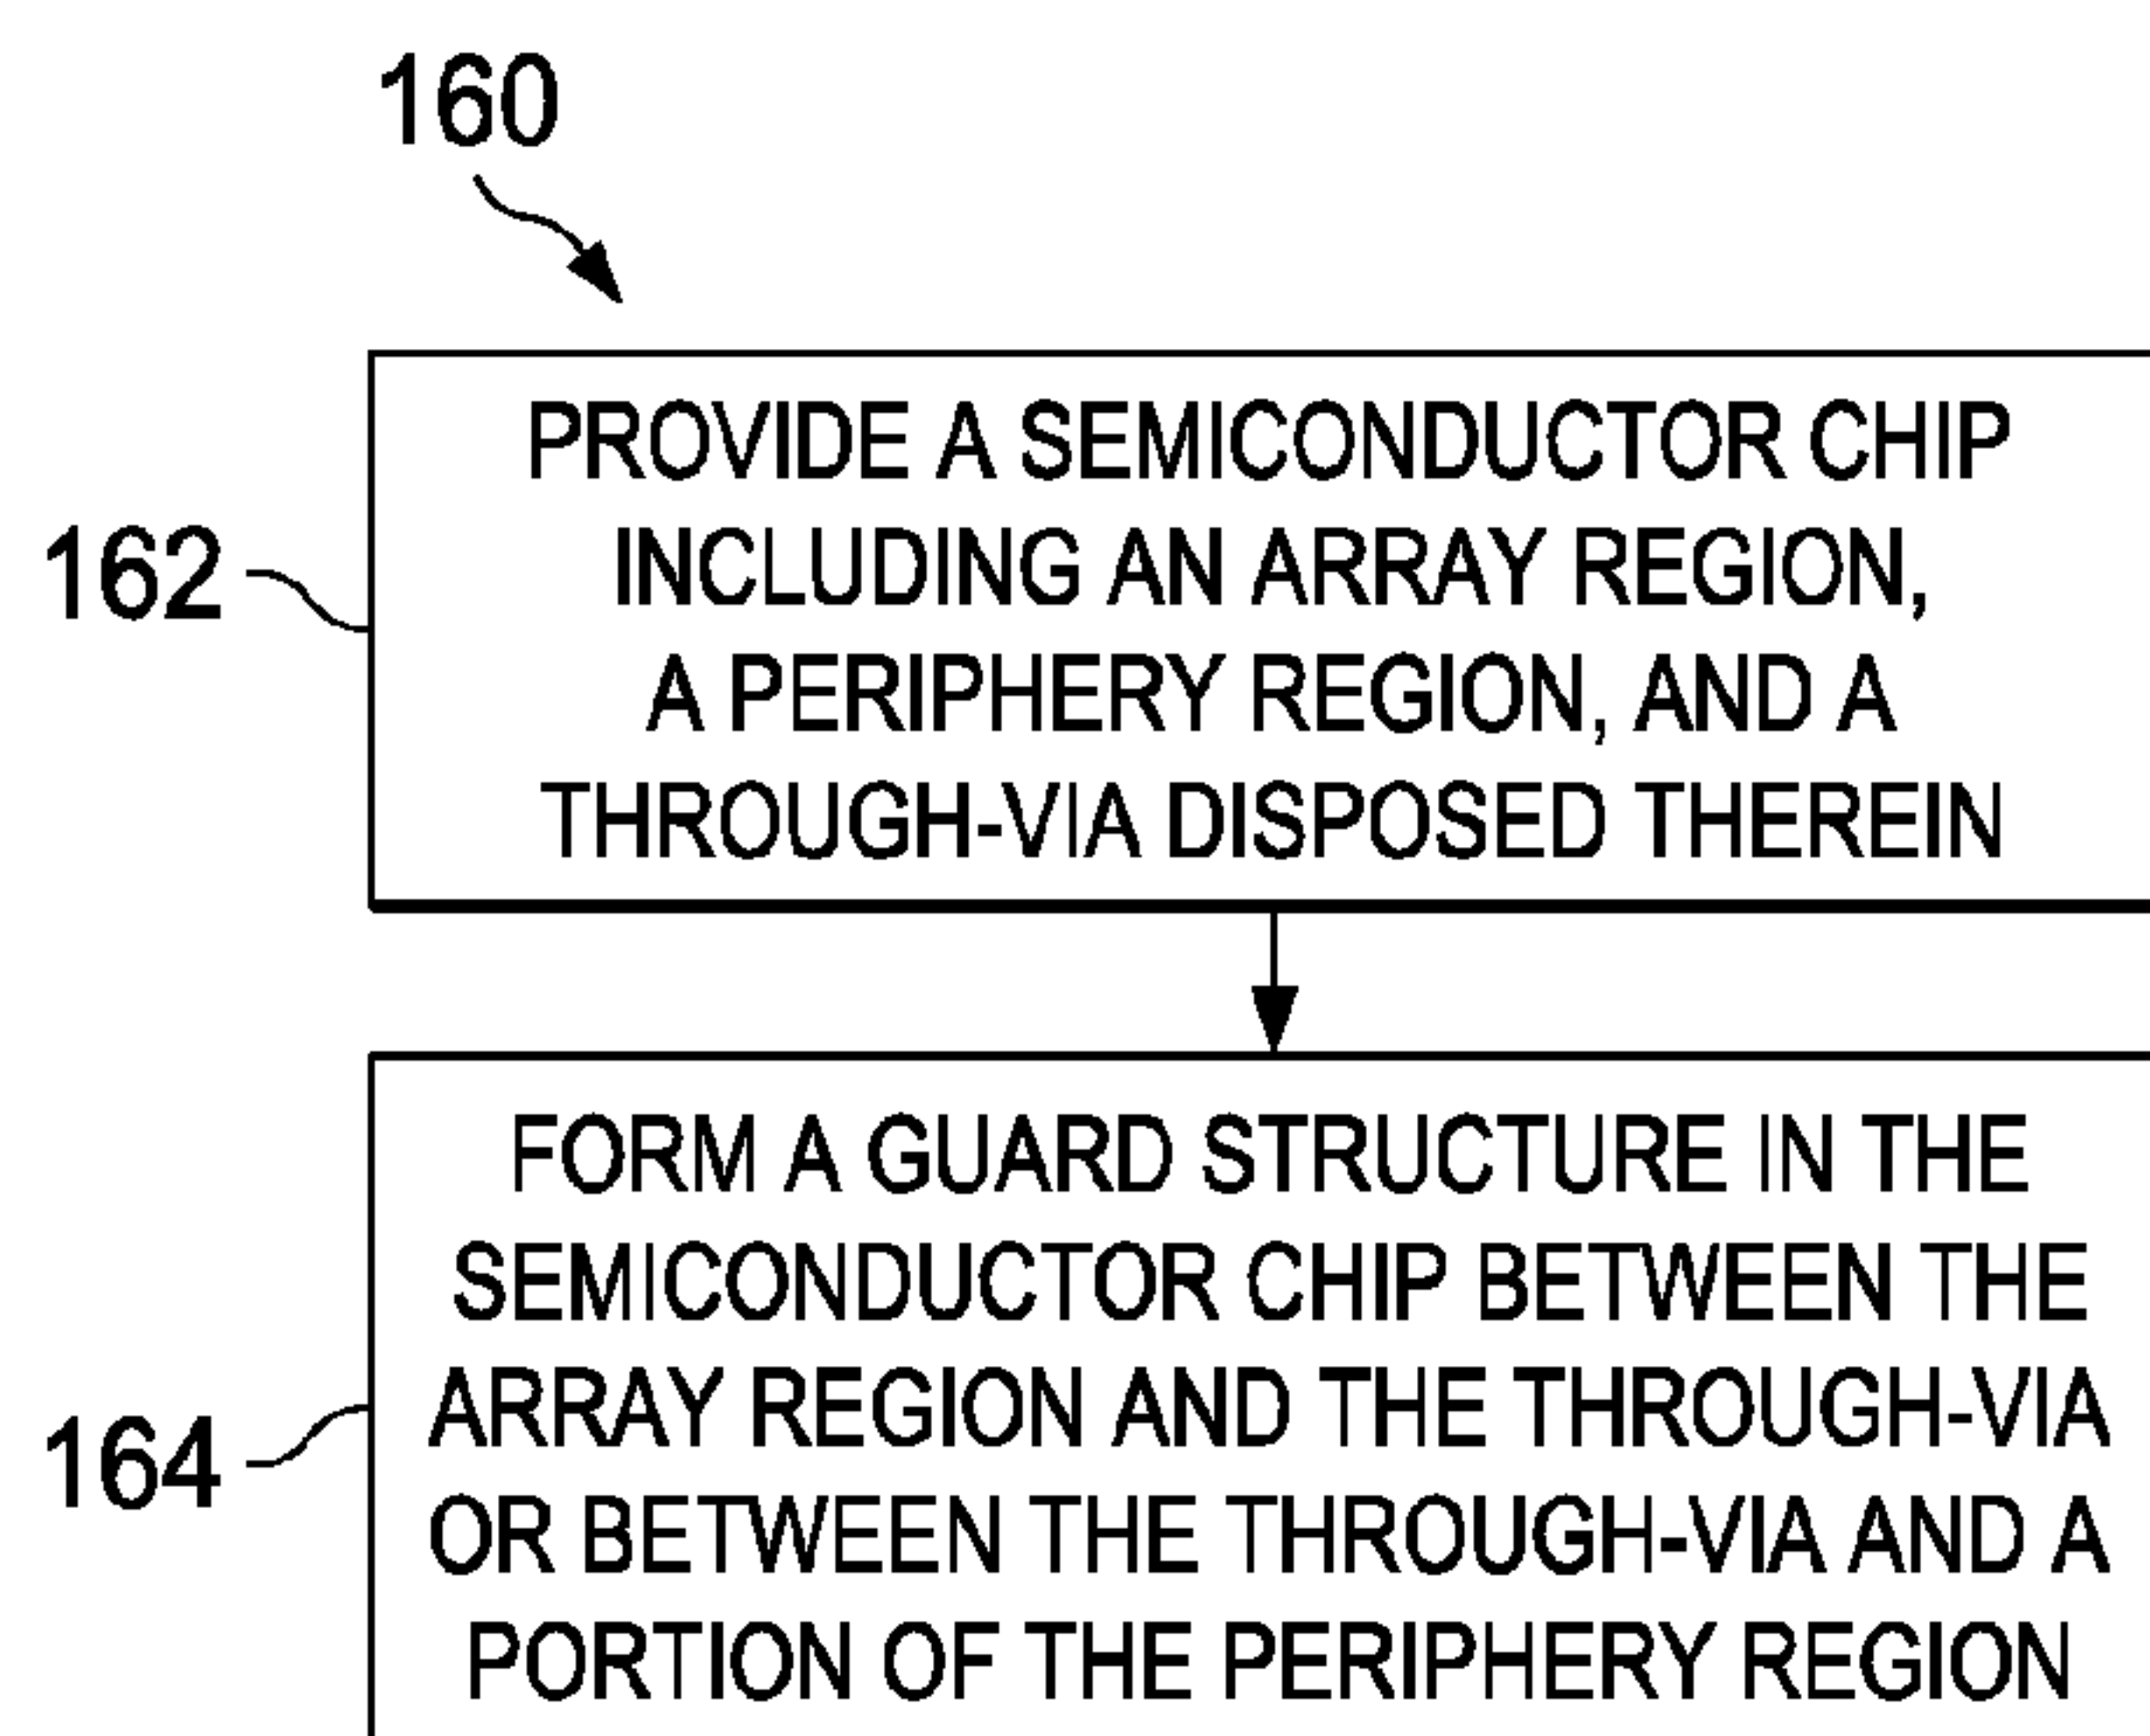 160
162
PROVIDE A SEMICONDUCTOR CHIP
INCLUDING AN ARRAY REGION,
A PERIPHERY REGION, AND A
THROUGH-VIA DISPOSED THEREIN
164
FORM A GUARD STRUCTURE IN THE
SEMICONDUCTOR CHIP BETWEEN THE
ARRAY REGION AND THE THROUGH-VIA
OR BETWEEN THE THROUGH-VIA AND A
PORTION OF THE PERIPHERY REGION